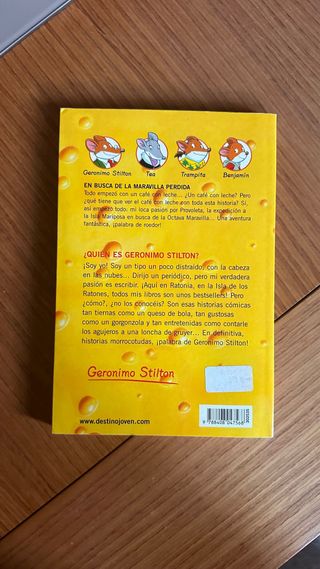 Geronimo Stilton
Tea
Trampita
Benjamín
EN BUSCA DE LA MARAVILLA PERDIDA
Todo empezó con un café con leche... ¿Un café con leche? Pero
¿qué tiene que ver el café con leche con toda esta historia? Sí,
así empezó todo: mi loca pasión por Provoleta, la expedición a
la Isla Mariposa en busca de la Octava Maravilla... Una aventura
fantástica, ¡palabra de roedor!
¿QUIÉN ES GERONIMO STILTON?
¡Soy yo! Soy un tipo un poco distraído, con la cabeza
en las nubes... Dirijo un periódico, pero mi verdadera
pasión es escribir. ¡Aquí en Ratonia, en la Isla de los
Ratones, todos mis libros son unos bestsellers! Pero
¿cómo?, ¿no los conocéis? Son esas historias cómicas
tan tiernas como un queso de bola, tan gustosas
como un gorgonzola y tan entretenidas como contarle
los agujeros a una loncha de gruyer... En definitiva,
historias morrocotudas, ¡palabra de Geronimo Stilton!
Geronimo Stilton
www.destinojoven.com
9 788408 047568